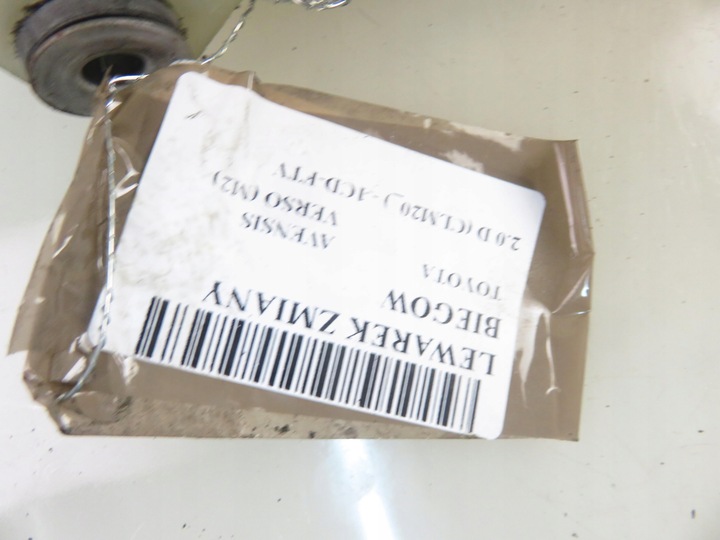 LEWAREK ZMIANY
BIEGOW
TOYOTA
AVENSIS
VERSO (M2)
2.0 D (CLM20_) - 1CD-FTV